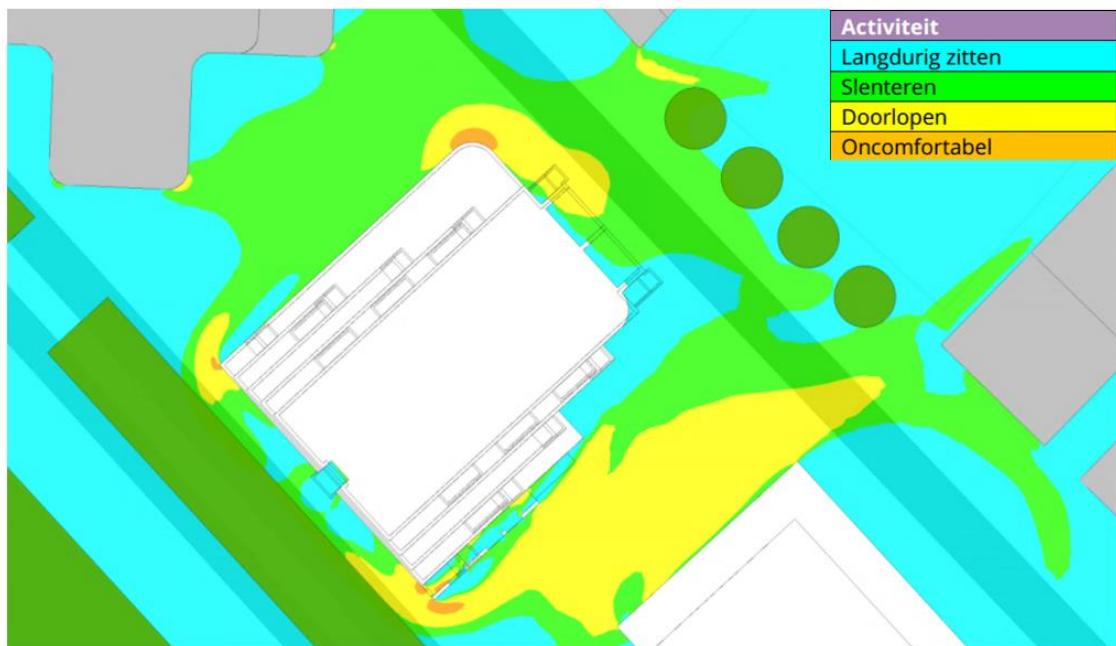 Activiteit
Langdurig zitten
Slenteren
Doorlopen
Oncomfortabel